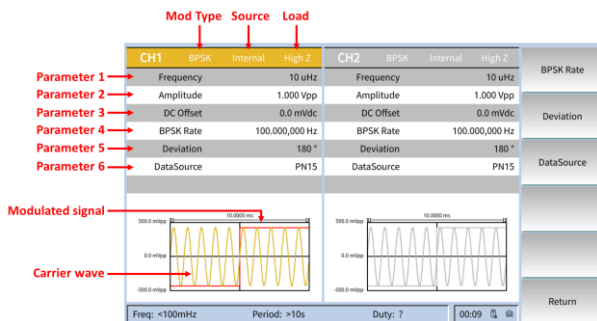 Mod Type Source Load
CH1 BPSK Internal High Z CH2 BPSK Internal High Z
BPSK Rate
Parameter 1 Frequency 10 uHz Frequency 10 uHz
Parameter 2 Amplitude 1.000 Vpp Amplitude 1.000 Vpp
Parameter 3 DC Offset 0.0 mVdc DC Offset 0.0 mVdc
Deviation
Parameter 4 BPSK Rate 100.000,000 Hz BPSK Rate 100.000,000 Hz
Parameter 5 Deviation 180 ° Deviation 180 °
Parameter 6 DataSource PN15 DataSource PN15
DataSource
Modulated signal
10.0000 ms 10.0000 ms
500.0 mVpp 500.0 mVpp
0.0 mVpp 0.0 mVpp
Carrier wave
-500.0 mVpp -500.0 mVpp
Return
Freq: <100mHz Period: >10s Duty: ? 00:09